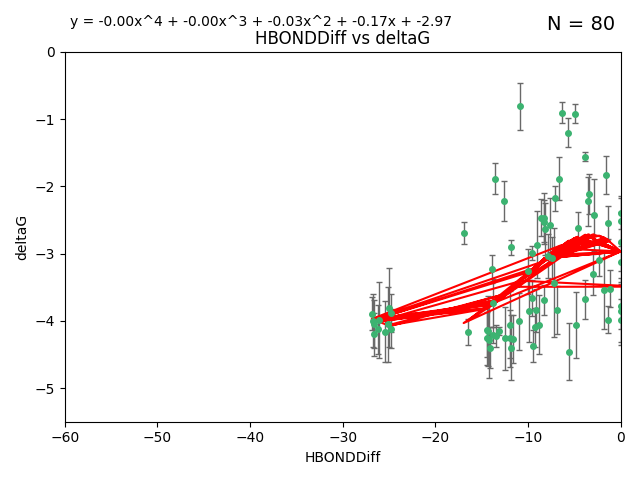 y = -0.00x^4 + -0.00x^3 + -0.03x^2 + -0.17x + -2.97
N = 80
HBONDDiff vs deltaG
0
−1
−2
−3
−4
−5
deltaG
−60
−50
−40
−30
−20
−10
0
HBONDDiff